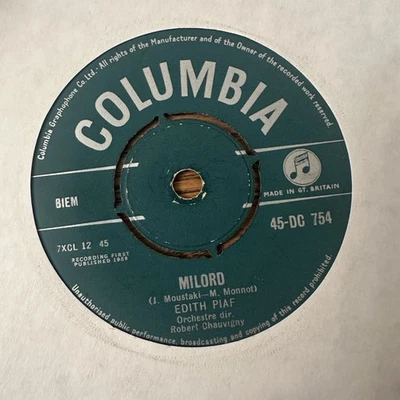 Columbia Graphophone Co. Ltd.- All rights of the Manufacturer and of the Owner of the recorded work reserved.
COLUMBIA
BIEM
MADE IN GT. BRITAIN
7XCL 12 45
45-DC 754
RECORDING FIRST
PUBLISHED
MILORD
(J. Moustaki—M. Monnot)
EDITH PIAF
Orchestre dir.
Robert Chauvigny
Unauthorised public performance, broadcasting and copying of this record prohibited.